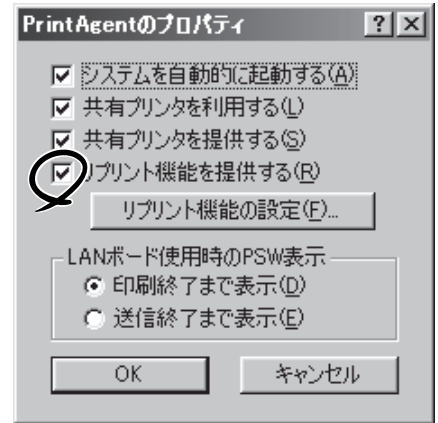 PrintAgentのプロパティ
システムを自動的に起動する(A)
共有プリンタを利用する(L)
共有プリンタを提供する(S)
リプリント機能を提供する(R)
リプリント機能の設定(F)...
LANボード使用時のPSW表示
印刷終了まで表示(D)
送信終了まで表示(E)
OK キャンセル